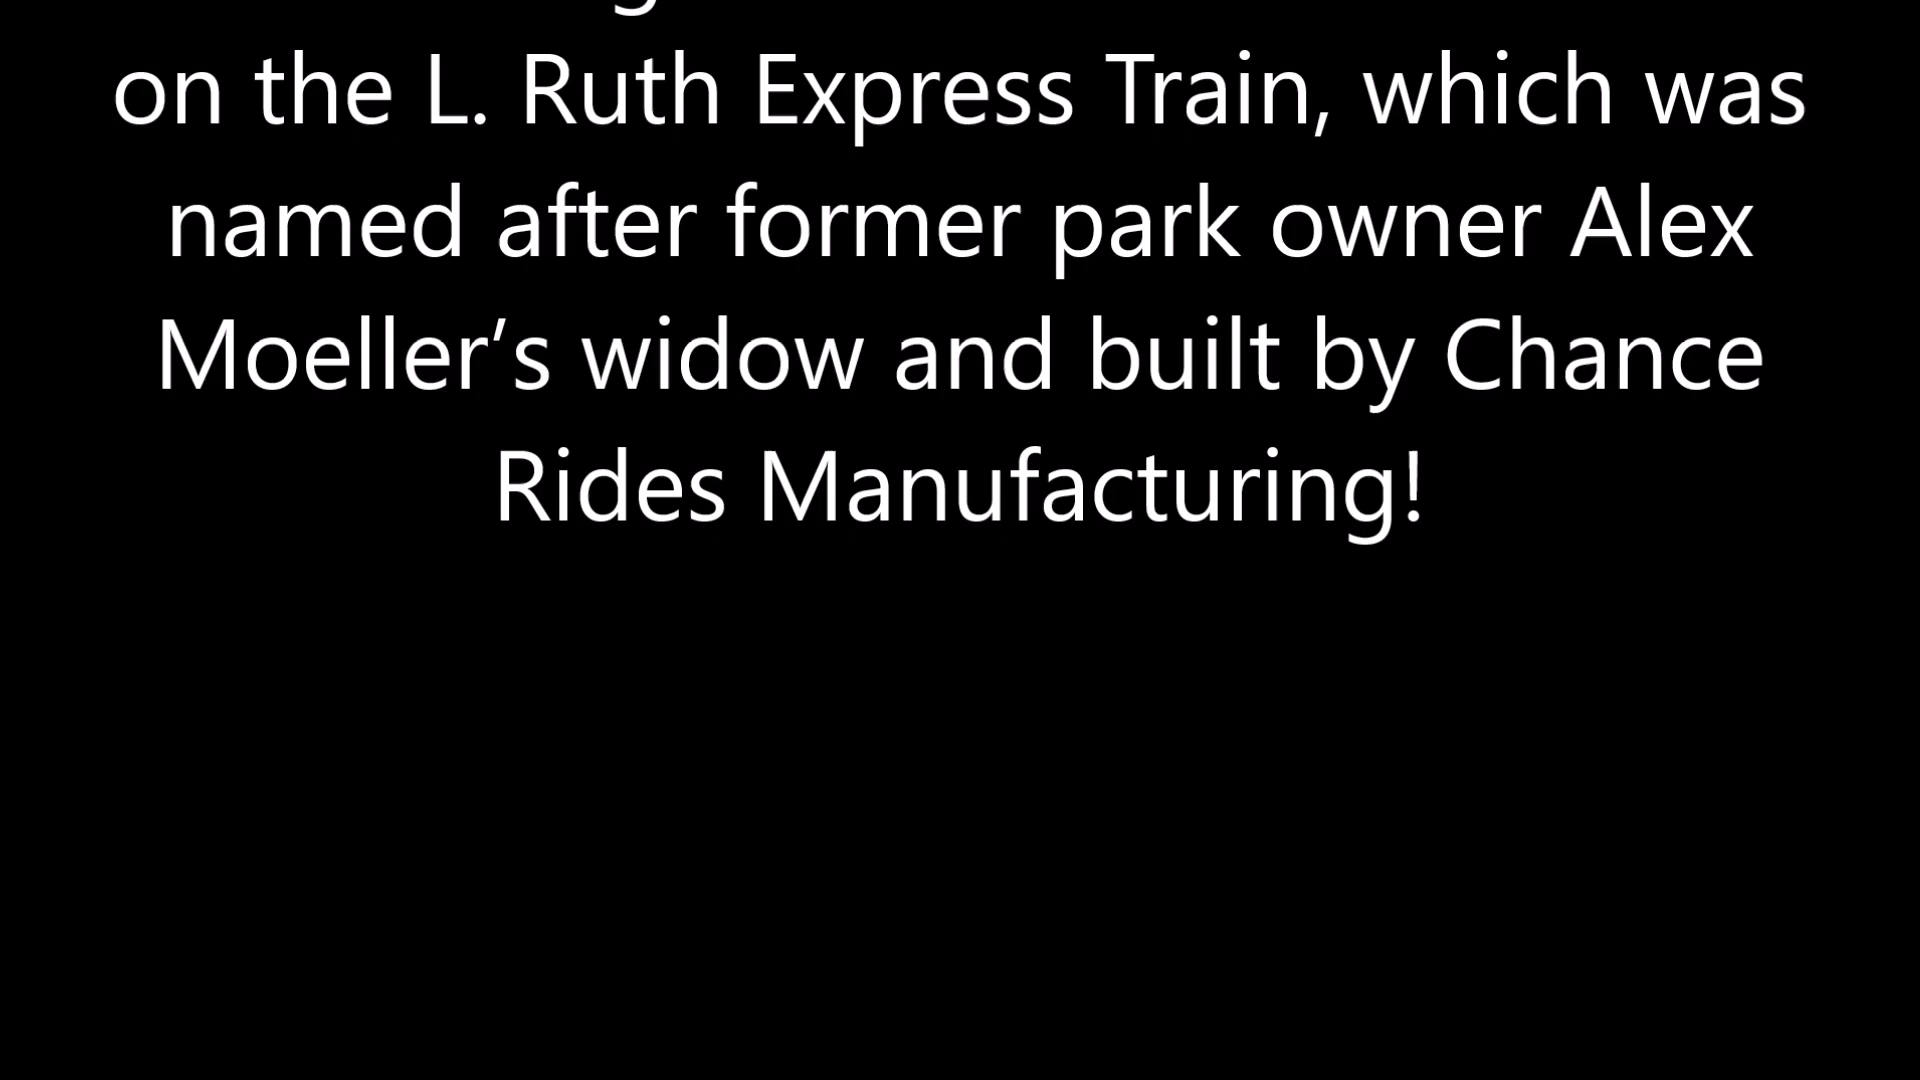 on the L. Ruth Express Train, which was
named after former park owner Alex
Moeller’s widow and built by Chance
Rides Manufacturing!